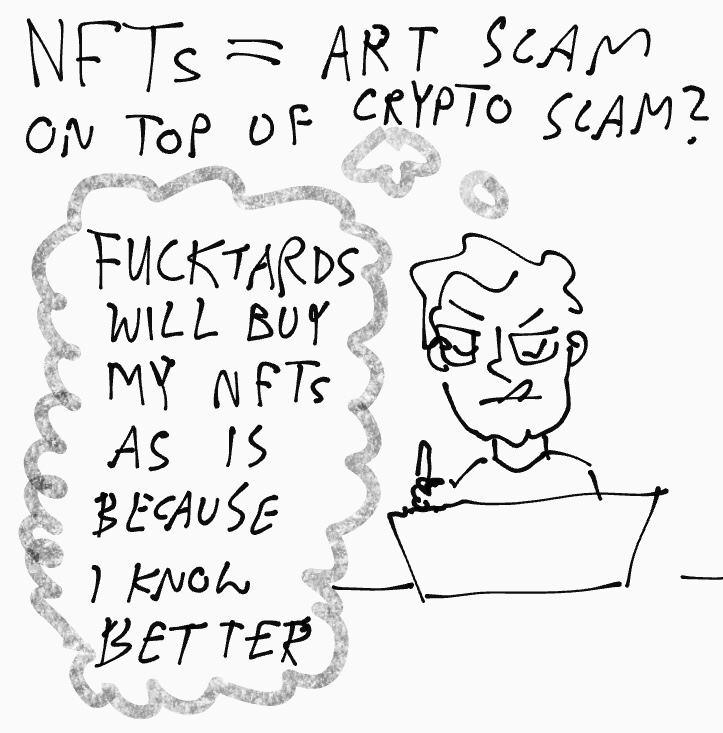 NFTs = ART SCAM
ON TOP OF CRYPTO SCAM?
FUCKTARDS
WILL BUY
MY NFTs
AS IS
BECAUSE
I KNOW
BETTER